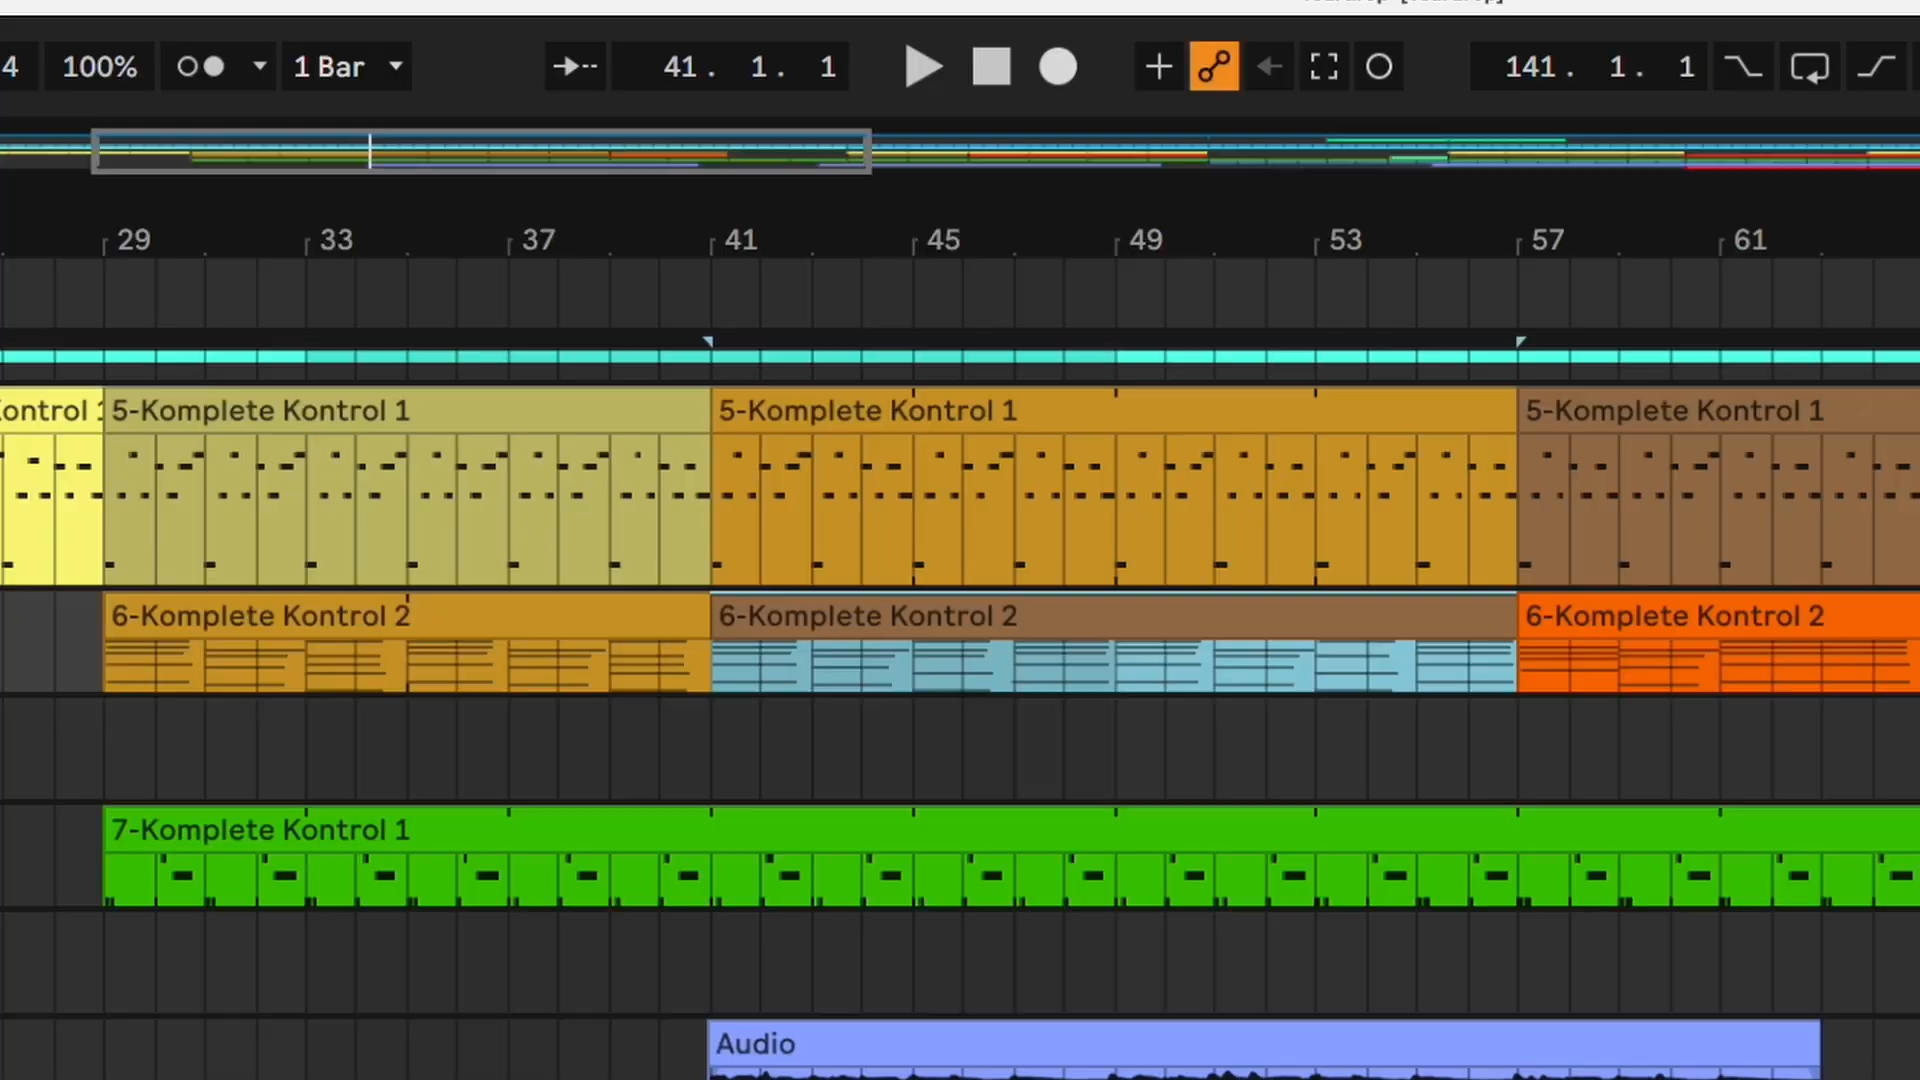 4 100% 1 Bar 41. 1. 1 141. 1. 1
29 33 37 41 45 49 53 57 61
5-Komplete Kontrol 1 5-Komplete Kontrol 1 5-Komplete Kontrol 1
6-Komplete Kontrol 2 6-Komplete Kontrol 2 6-Komplete Kontrol 2
7-Komplete Kontrol 1
Audio